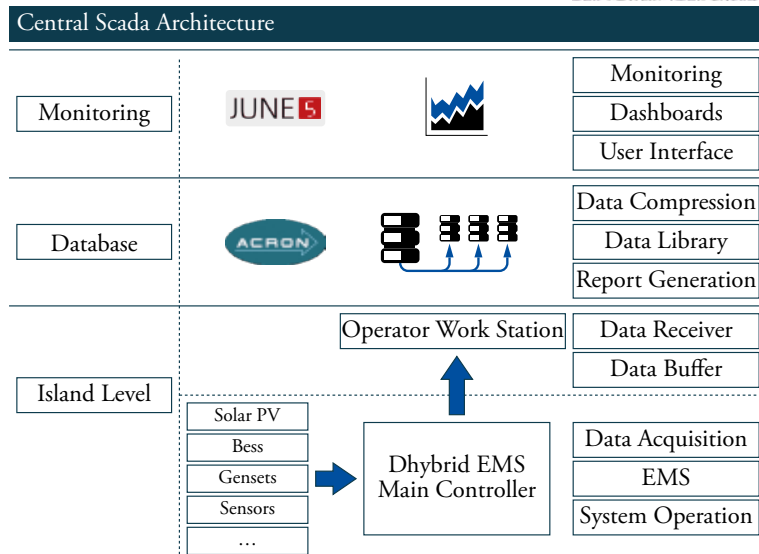 Central Scada Architecture
Monitoring
JUNE 5
Monitoring
Dashboards
User Interface
Database
ACRON
Data Compression
Data Library
Report Generation
Island Level
Operator Work Station
Data Receiver
Data Buffer
Solar PV
Bess
Gensets
Sensors
...
Dhybrid EMS
Main Controller
Data Acquisition
EMS
System Operation